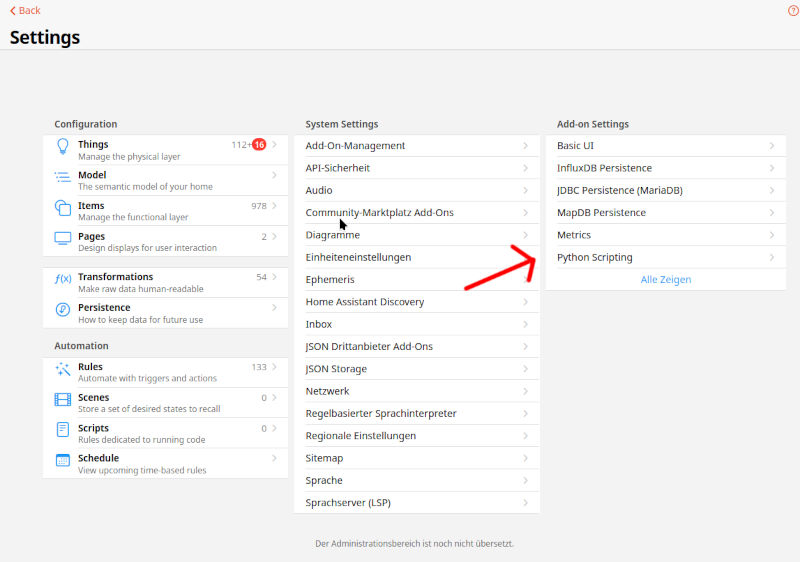 Back
Settings
Configuration
Things
112+16
Manage the physical layer
Model
The semantic model of your home
Items
978
Manage the functional layer
Pages
2
Design displays for user interaction
ƒ(x)
Transformations
54
Make raw data human-readable
Persistence
How to keep data for future use
Automation
Rules
133
Automate with triggers and actions
Scenes
0
Store a set of desired states to recall
Scripts
0
Rules dedicated to running code
Schedule
View upcoming time-based rules
System Settings
Add-On-Management
API-Sicherheit
Audio
Community-Marktplatz Add-Ons
Diagramme
Einheiteneinstellungen
Ephemeris
Home Assistant Discovery
Inbox
JSON Drittanbieter Add-Ons
JSON Storage
Netzwerk
Regelbasierter Sprachinterpreter
Regionale Einstellungen
Sitemap
Sprache
Sprachserver (LSP)
Add-on Settings
Basic UI
InfluxDB Persistence
JDBC Persistence (MariaDB)
MapDB Persistence
Metrics
Python Scripting
Alle Zeigen
Der Administrationsbereich ist noch nicht übersetzt.